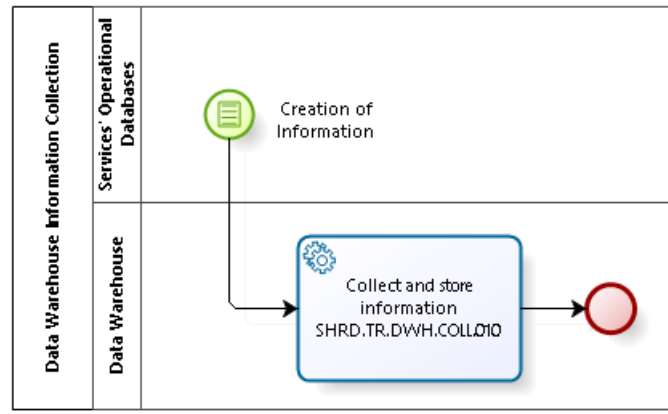 Data Warehouse Information Collection
Services' Operational
Databases
Creation of
Information
Data Warehouse
Collect and store
information
SHRD.TR.DWH.COLL.010